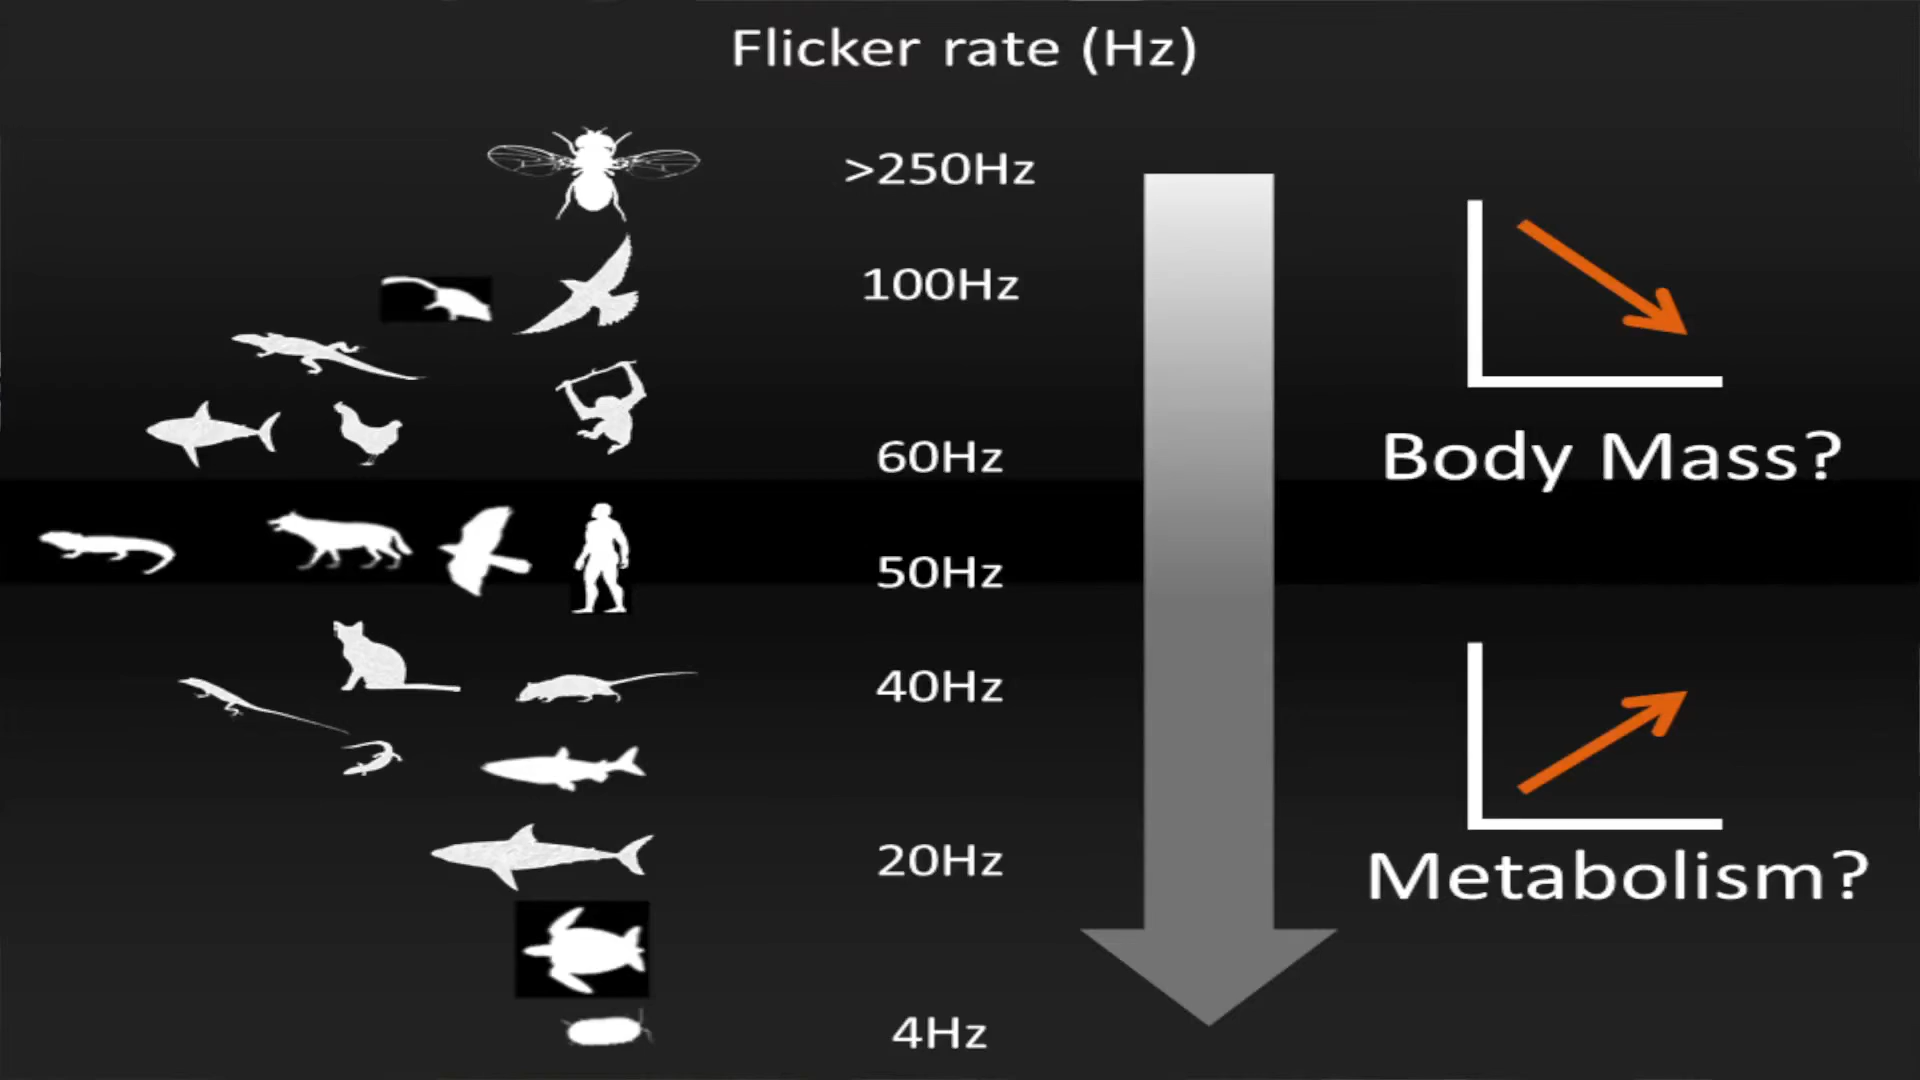 Flicker rate (Hz)
>250Hz
100Hz
60Hz
50Hz
40Hz
20Hz
4Hz
Body Mass?
Metabolism?